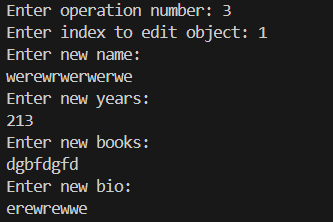 Enter operation number: 3
Enter index to edit object: 1
Enter new name:
werewrwerwerwe
Enter new years:
213
Enter new books:
dgbfdgfd
Enter new bio:
erewrewwe